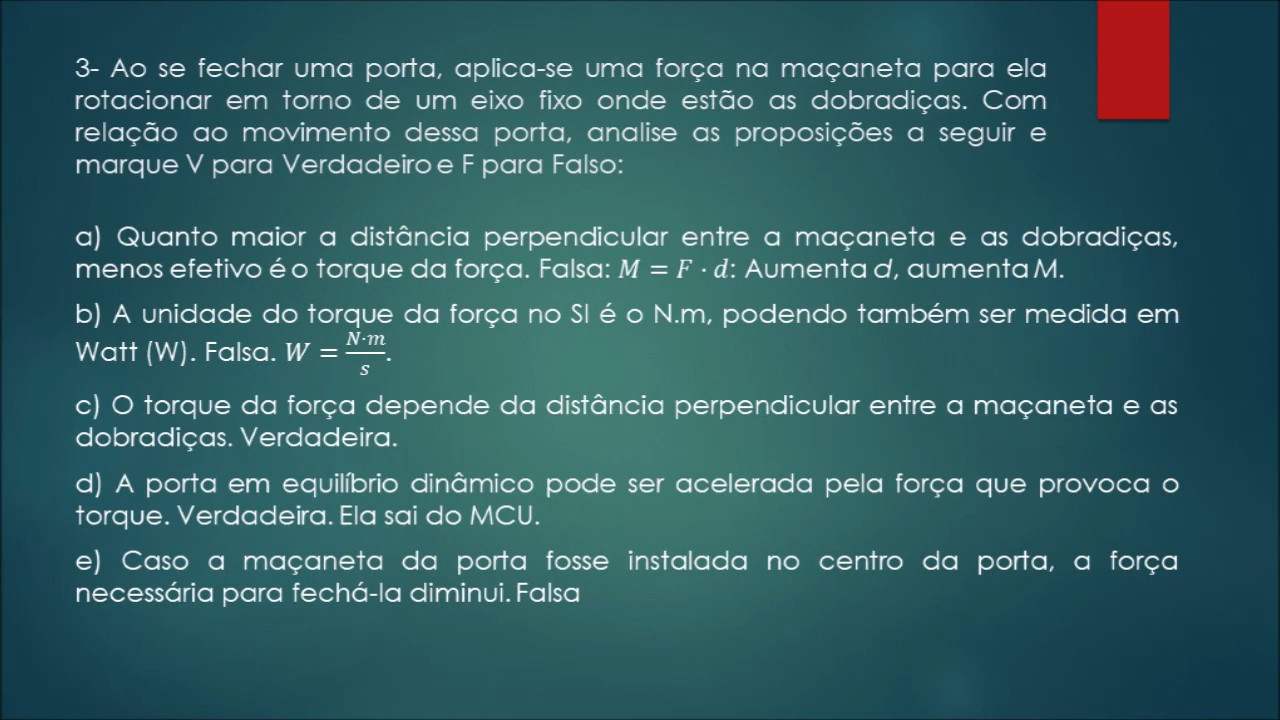 3- Ao se fechar uma porta, aplica-se uma força na maçaneta para ela
rotacionar em torno de um eixo fixo onde estão as dobradiças. Com
relação ao movimento dessa porta, analise as proposições a seguir e
marque V para Verdadeiro e F para Falso:
a) Quanto maior a distância perpendicular entre a maçaneta e as dobradiças,
menos efetivo é o torque da força. Falsa: M = F · d: Aumenta d, aumenta M.
b) A unidade do torque da força no SI é o N.m, podendo também ser medida em
Watt (W). Falsa. W = N·m/s.
c) O torque da força depende da distância perpendicular entre a maçaneta e as
dobradiças. Verdadeira.
d) A porta em equilíbrio dinâmico pode ser acelerada pela força que provoca o
torque. Verdadeira. Ela sai do MCU.
e) Caso a maçaneta da porta fosse instalada no centro da porta, a força
necessária para fechá-la diminui. Falsa